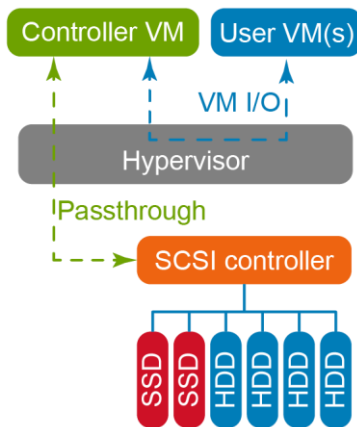 Controller VM
User VM(s)
VM I/O
Hypervisor
Passthrough
SCSI controller
SSD
SSD
HDD
HDD
HDD
HDD